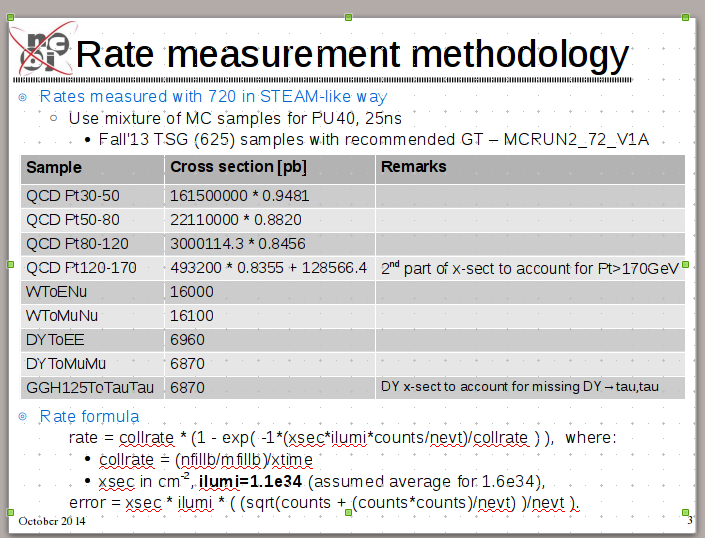 Rate measurement methodology
Rates measured with 720 in STEAM-like way
Use mixture of MC samples for PU40, 25ns
Fall'13 TSG (625) samples with recommended GT – MCRUN2_72_V1A
Sample Cross section [pb] Remarks
QCD Pt30-50 161500000 * 0.9481
QCD Pt50-80 22110000 * 0.8820
QCD Pt80-120 3000114.3 * 0.8456
QCD Pt120-170 493200 * 0.8355 + 128566.4 2nd part of x-sect to account for Pt>170GeV
WToENu 16000
WToMuNu 16100
DYToEE 6960
DYToMuMu 6870
GGH125ToTauTau 6870 DY x-sect to account for missing DY→tau,tau
Rate formula
rate = collrate * (1 - exp( -1*(xsec*ilumi*counts/nevt)/collrate ) ), where:
collrate = (nfillb/mfillb)/xtime
xsec in cm-2, ilumi=1.1e34 (assumed average for 1.6e34),
error = xsec * ilumi * ( (sqrt(counts + (counts*counts)/nevt) )/nevt ).
October 2014 3